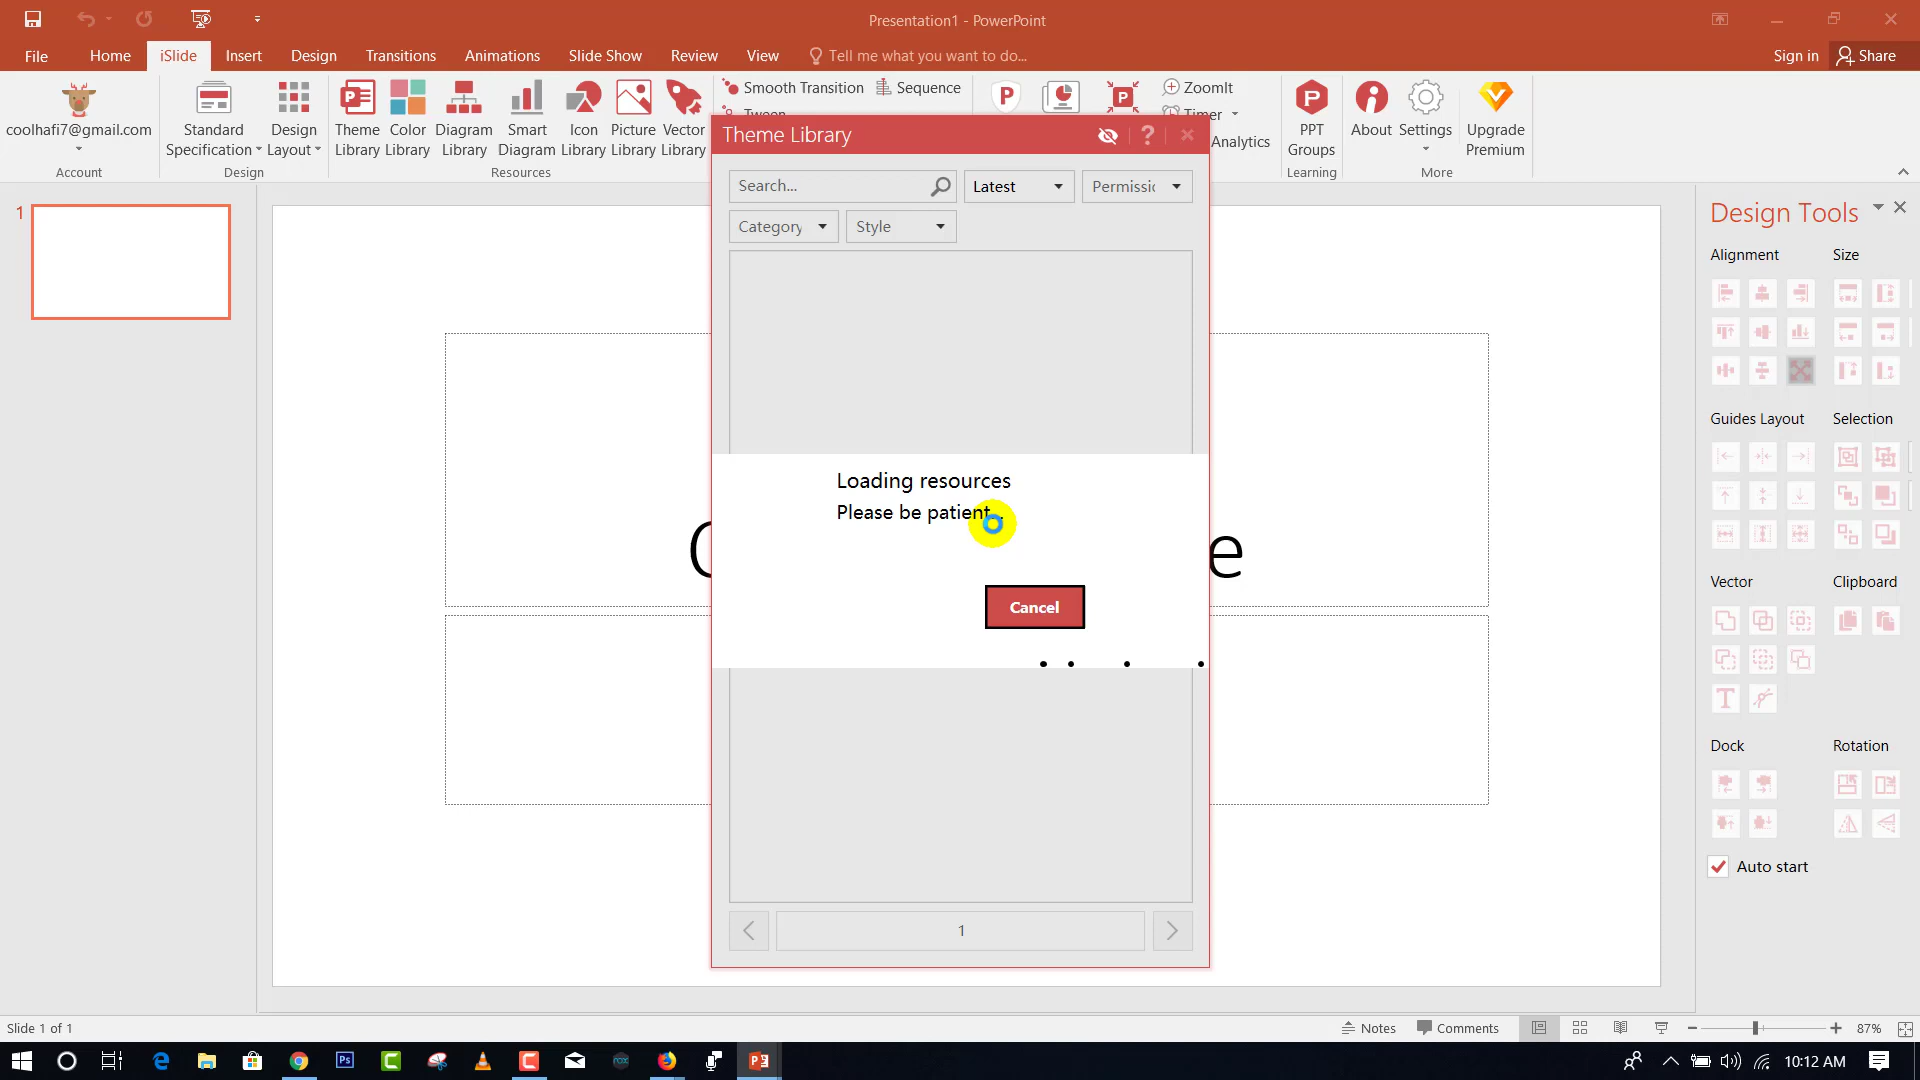 Presentation1 - PowerPoint
File Home iSlide Insert Design Transitions Animations Slide Show Review View Tell me what you want to do... Sign in Share
coolhafi7@gmail.com
Account
Standard Specification
Design Layout
Design
Theme Library
Color Library
Diagram Library
Smart Diagram
Icon Library
Picture Library
Vector Library
Resources
Smooth Transition
Sequence
ZoomIt
Timer
Analytics
PPT Groups
Learning
About
Settings
Upgrade Premium
More
Theme Library
Search...
Latest
Category
Style
Loading resources
Please be patient...
Cancel
1
1
Design Tools
Alignment Size
Guides Layout Selection
Vector Clipboard
Dock Rotation
Auto start
Slide 1 of 1
Notes Comments 87%
10:12 AM